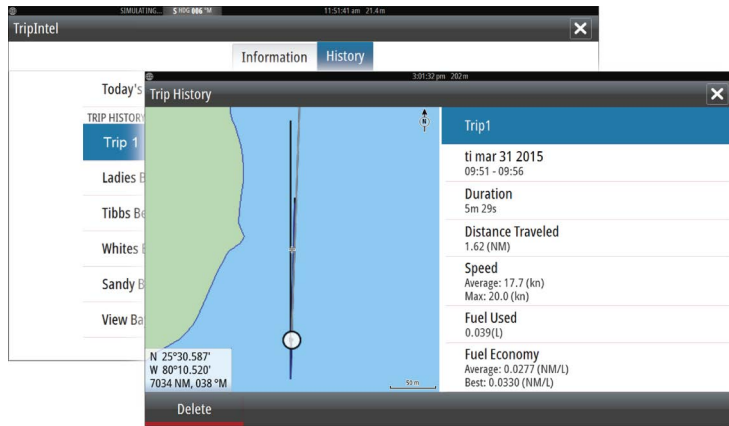 SIMULATING... S HDG 006 °M 11:51:41 am 21.4 m
TripIntel
Information History
Today's
TRIP HISTORY
Trip 1
Ladies B
Tibbs Be
Whites
Sandy B
View Ba
3:01:32 pm 202 m
Trip History
N
T
Trip1
ti mar 31 2015
09:51 - 09:56
Duration
5m 29s
Distance Traveled
1.62 (NM)
Speed
Average: 17.7 (kn)
Max: 20.0 (kn)
Fuel Used
0.039(L)
Fuel Economy
Average: 0.0277 (NM/L)
Best: 0.0330 (NM/L)
N 25°30.587'
W 80°10.520'
7034 NM, 038 °M
50 m
Delete